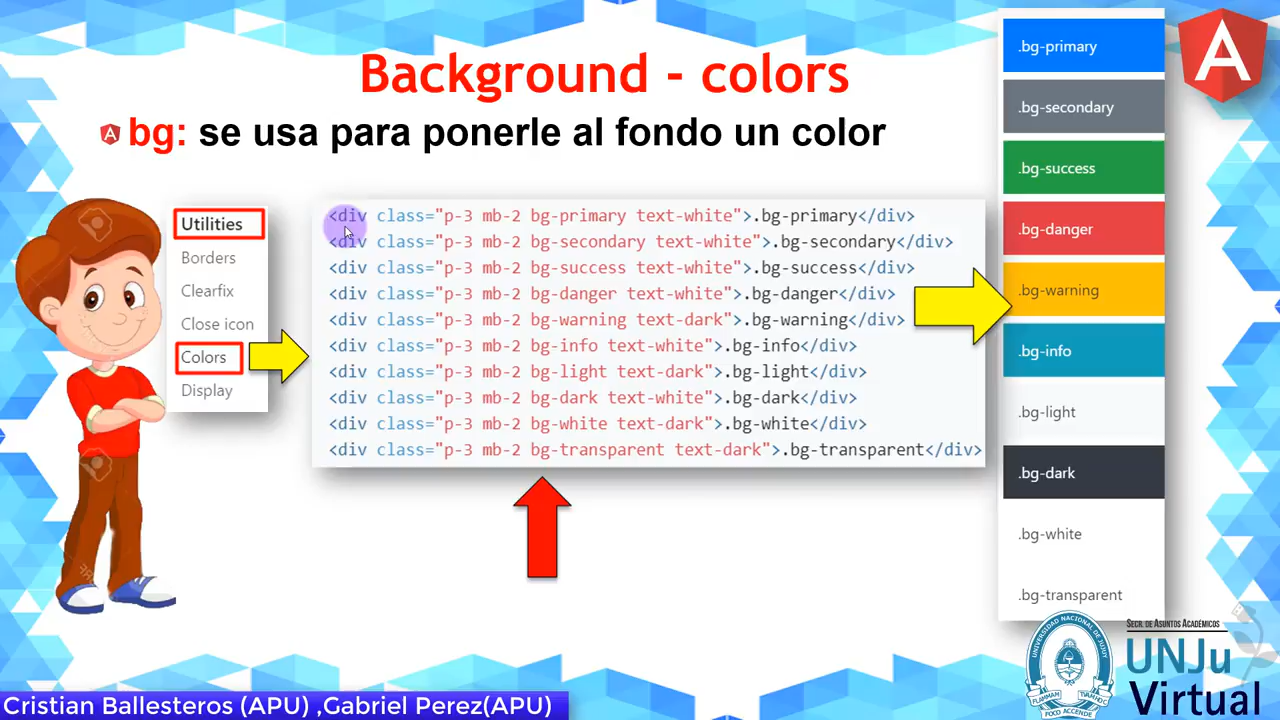 Background - colors
bg: se usa para ponerle al fondo un color
Utilities
Borders
Clearfix
Close icon
Colors
Display
<div class="p-3 mb-2 bg-primary text-white">.bg-primary</div>
<div class="p-3 mb-2 bg-secondary text-white">.bg-secondary</div>
<div class="p-3 mb-2 bg-success text-white">.bg-success</div>
<div class="p-3 mb-2 bg-danger text-white">.bg-danger</div>
<div class="p-3 mb-2 bg-warning text-dark">.bg-warning</div>
<div class="p-3 mb-2 bg-info text-white">.bg-info</div>
<div class="p-3 mb-2 bg-light text-dark">.bg-light</div>
<div class="p-3 mb-2 bg-dark text-white">.bg-dark</div>
<div class="p-3 mb-2 bg-white text-dark">.bg-white</div>
<div class="p-3 mb-2 bg-transparent text-dark">.bg-transparent</div>
.bg-primary
.bg-secondary
.bg-success
.bg-danger
.bg-warning
.bg-info
.bg-light
.bg-dark
.bg-white
.bg-transparent
A
UNIVERSIDAD NACIONAL DE JUJUY
SECR. DE ASUNTOS ACADÉMICOS
UNJu
Virtual
Cristian Ballesteros (APU) ,Gabriel Perez(APU)